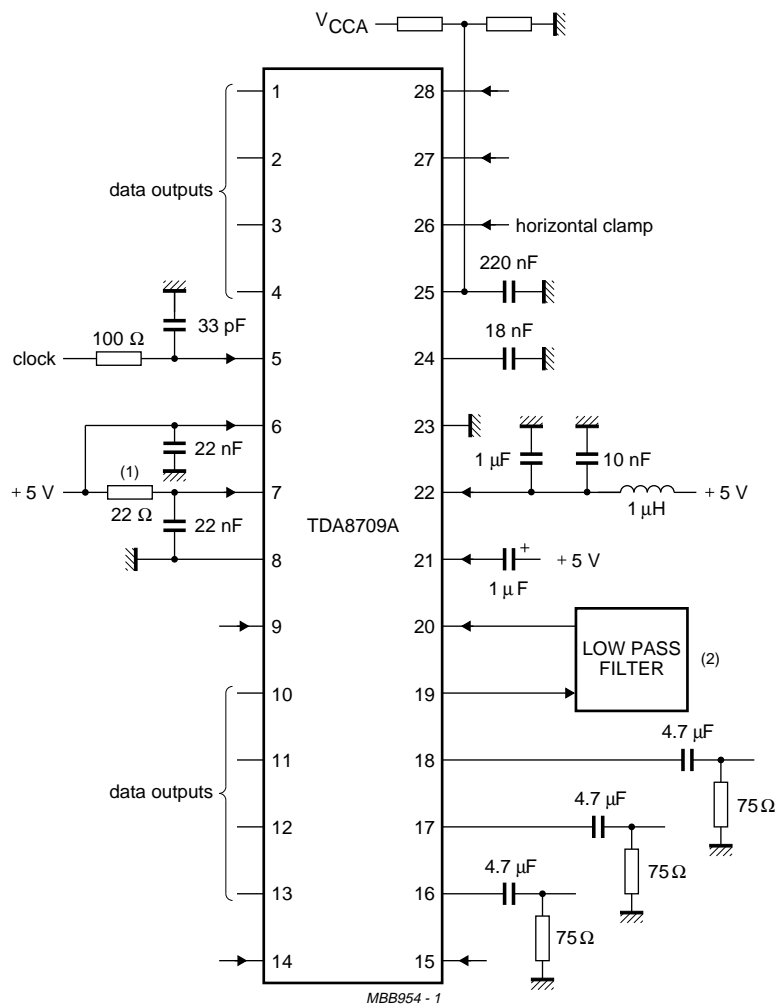 VCCA
1
28
2
27
data outputs
3
26
horizontal clamp
220 nF
4
25
33 pF
18 nF
100 Ω
clock
5
24
6
23
22 nF
1 µF
10 nF
(1)
+ 5 V
7
22
+ 5 V
22 Ω
22 nF
1 µH
TDA8709A
8
21
+
+ 5 V
1 µF
9
20
LOW PASS
FILTER
(2)
10
19
4.7 µF
11
18
data outputs
4.7 µF
75 Ω
12
17
4.7 µF
75 Ω
13
16
75 Ω
14
15
MBB954 - 1